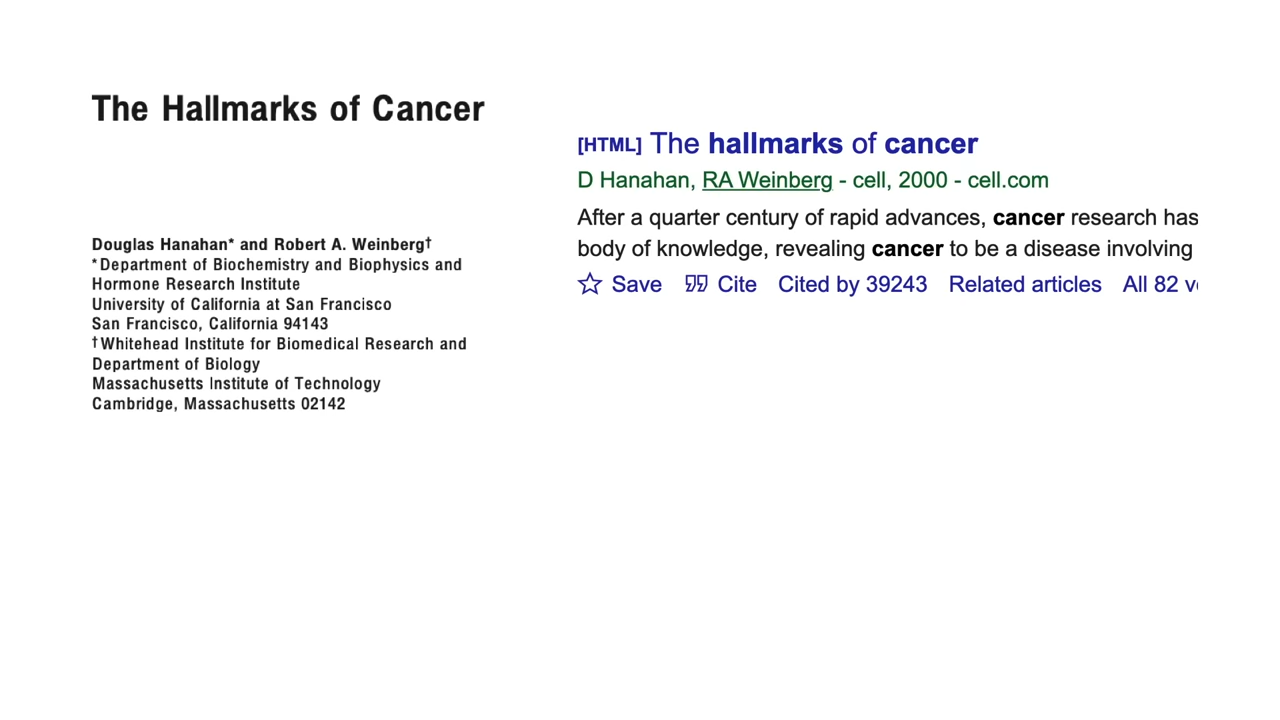 The Hallmarks of Cancer
Douglas Hanahan* and Robert A. Weinberg†
*Department of Biochemistry and Biophysics and
Hormone Research Institute
University of California at San Francisco
San Francisco, California 94143
†Whitehead Institute for Biomedical Research and
Department of Biology
Massachusetts Institute of Technology
Cambridge, Massachusetts 02142
[HTML] The hallmarks of cancer
D Hanahan, RA Weinberg - cell, 2000 - cell.com
After a quarter century of rapid advances, cancer research has
body of knowledge, revealing cancer to be a disease involving
Save Cite Cited by 39243 Related articles All 82